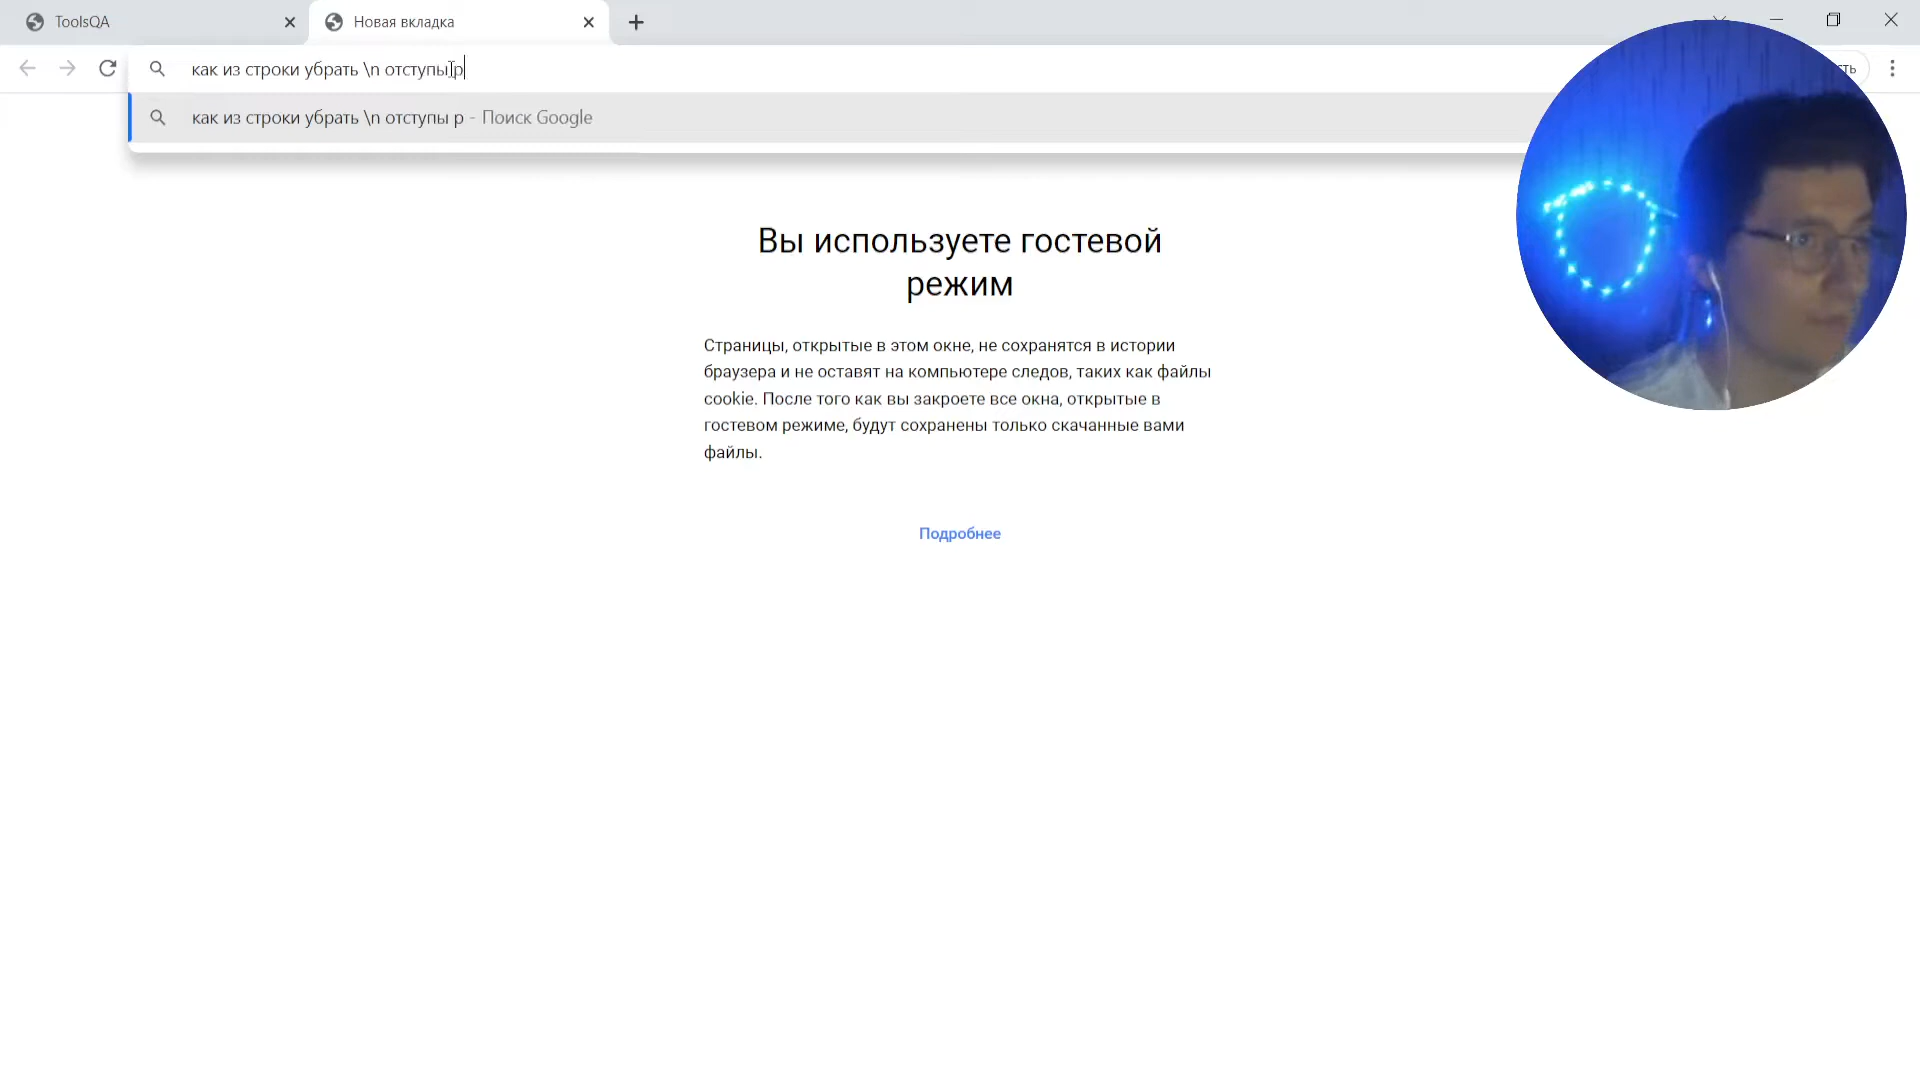 ToolsQA
Новая вкладка
как из строки убрать \n отступы p
ть
как из строки убрать \n отступы p - Поиск Google
Вы используете гостевой
режим
Страницы, открытые в этом окне, не сохранятся в истории
браузера и не оставят на компьютере следов, таких как файлы
cookie. После того как вы закроете все окна, открытые в
гостевом режиме, будут сохранены только скачанные вами
файлы.
Подробнее